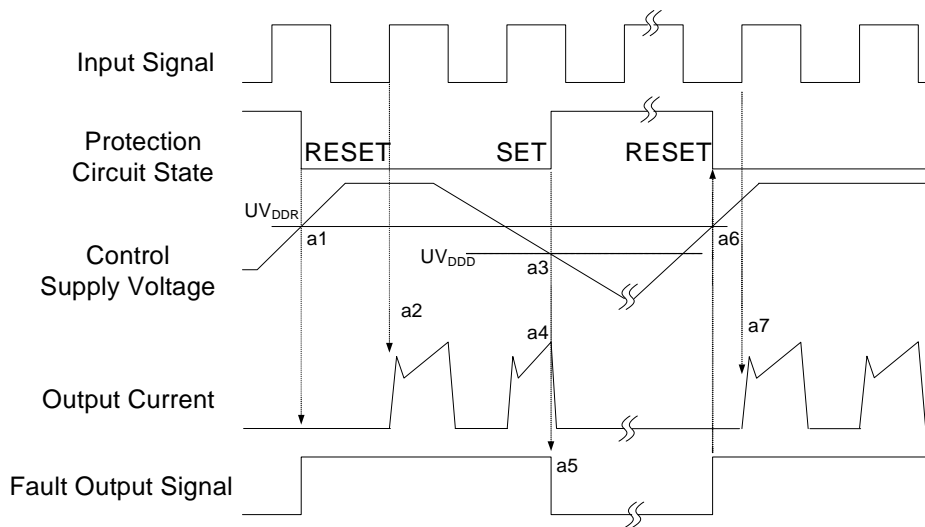 Input Signal
Protection
Circuit State
RESET
SET
RESET
UVDDR
a1
a6
Control
Supply Voltage
UVDDD
a3
a2
a4
a7
Output Current
a5
Fault Output Signal